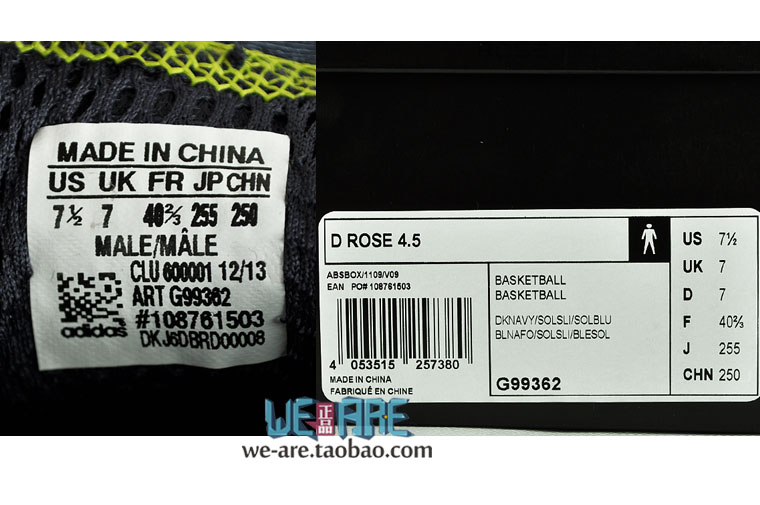 MADE IN CHINA
US UK FR JP CHN
7½ 7 40⅔ 255 250
MALE/MÂLE
CLU 600001 12/13
ART G99362
#108761503
DKJ6DBRD00008
adidas
D ROSE 4.5
ABSBOX/1109/V09
EAN PO# 108761503
4 053515 257380
MADE IN CHINA
FABRIQUÉ EN CHINE
BASKETBALL
BASKETBALL
DKNAVY/SOLSLI/SOLBLU
BLNAFO/SOLSLI/BLESOL
G99362
US 7½
UK 7
D 7
F 40⅔
J 255
CHN 250
WE ARE
正品
we-are.taobao.com